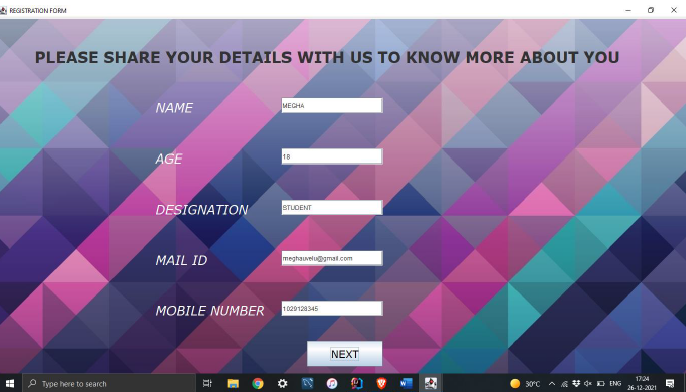 REGISTRATION FORM
PLEASE SHARE YOUR DETAILS WITH US TO KNOW MORE ABOUT YOU
NAME MEGHA
AGE 18
DESIGNATION STUDENT
MAIL ID meghauvelu@gmail.com
MOBILE NUMBER 1029128345
NEXT
Type here to search 30°C ENG 17:24
26-12-2021